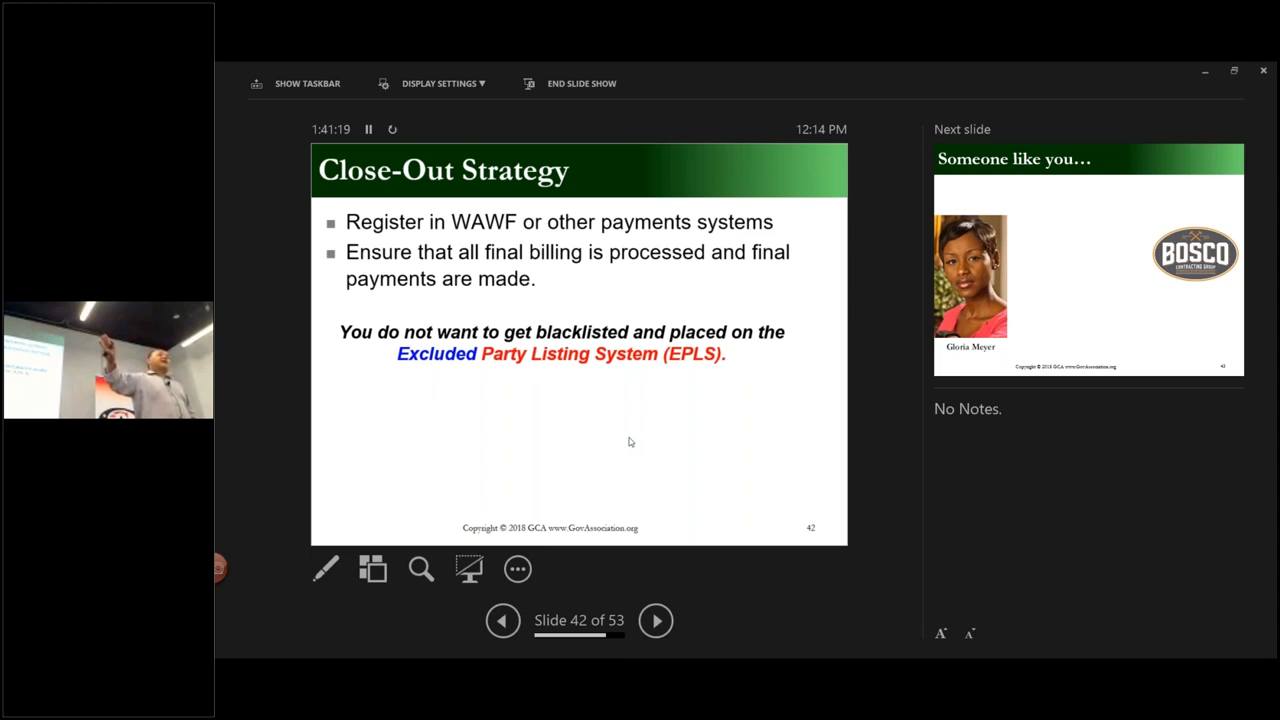 SHOW TASKBAR
DISPLAY SETTINGS ▼
END SLIDE SHOW
1:41:19
12:14 PM
Close-Out Strategy
Register in WAWF or other payments systems
Ensure that all final billing is processed and final
payments are made.
You do not want to get blacklisted and placed on the
Excluded Party Listing System (EPLS).
Copyright © 2018 GCA www.GovAssociation.org
42
Slide 42 of 53
Next slide
Someone like you...
BOSCO
CONTRACTING GROUP
Gloria Meyer
Copyright © 2018 GCA www.GovAssociation.org
43
No Notes.
A A